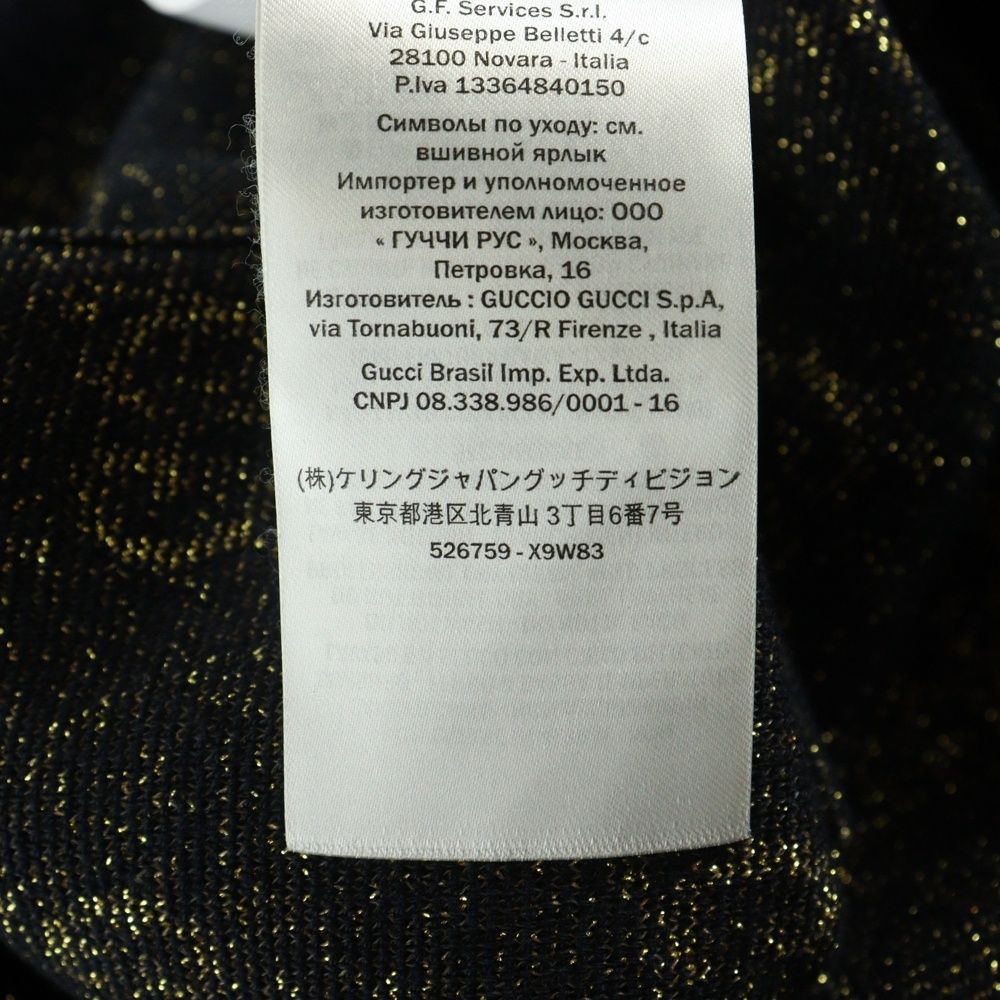 G.F. Services S.r.l.
Via Giuseppe Belletti 4/c
28100 Novara - Italia
P.Iva 13364840150
Символы по уходу: см.
вшивной ярлык
Импортер и уполномоченное
изготовителем лицо: ООО
« ГУЧЧИ РУС », Москва,
Петровка, 16
Изготовитель : GUCCIO GUCCI S.p.A,
via Tornabuoni, 73/R Firenze , Italia
Gucci Brasil Imp. Exp. Ltda.
CNPJ 08.338.986/0001 - 16
(株)ケリングジャパングッチディビジョン
東京都港区北青山 3丁目6番7号
526759 - X9W83